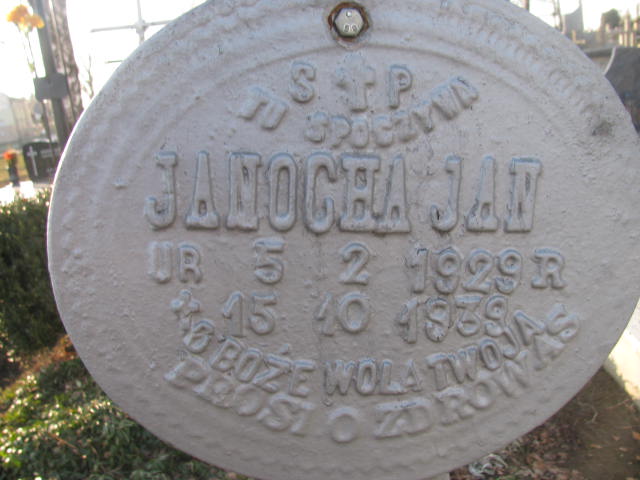 S † P
TU SPOCZYWA
JANOCHA JAN
UR 5 2 1929 R
† 15 10 1939
BOŻE WOLA TWOJA
PROSI O ZDROWAŚ